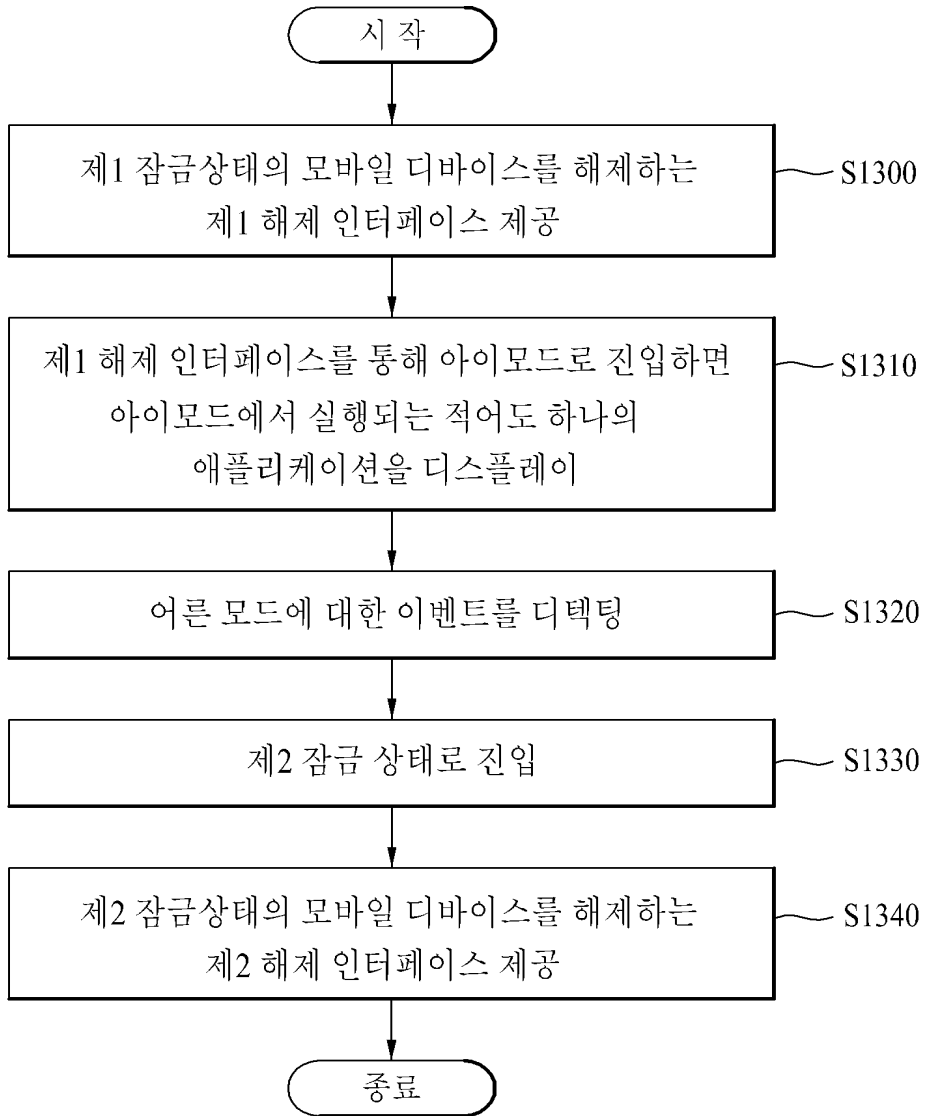 시 작
제1 잠금상태의 모바일 디바이스를 해제하는
제1 해제 인터페이스 제공
S1300
제1 해제 인터페이스를 통해 아이모드로 진입하면
아이모드에서 실행되는 적어도 하나의
애플리케이션을 디스플레이
S1310
어른 모드에 대한 이벤트를 디텍팅
S1320
제2 잠금 상태로 진입
S1330
제2 잠금상태의 모바일 디바이스를 해제하는
제2 해제 인터페이스 제공
S1340
종료